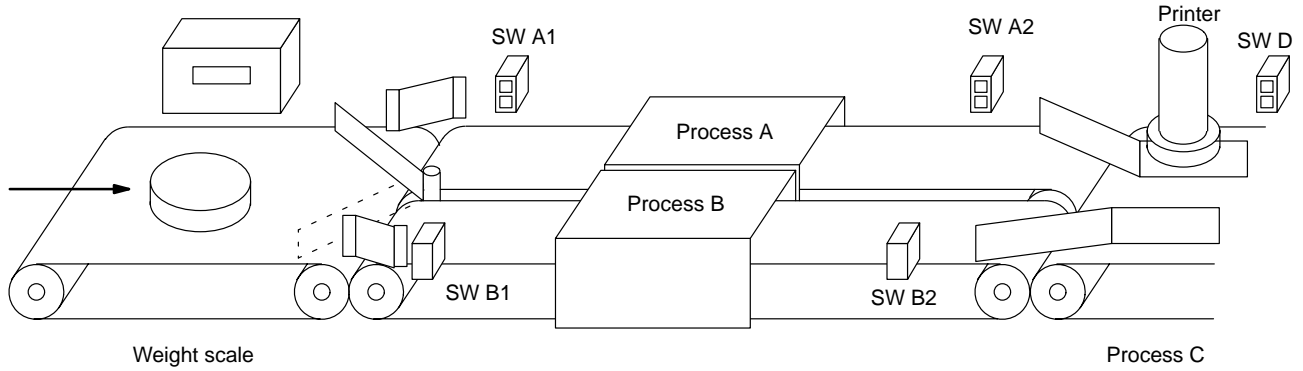 Printer
SW A1
SW A2
SW D
Process A
Process B
SW B1
SW B2
Weight scale
Process C